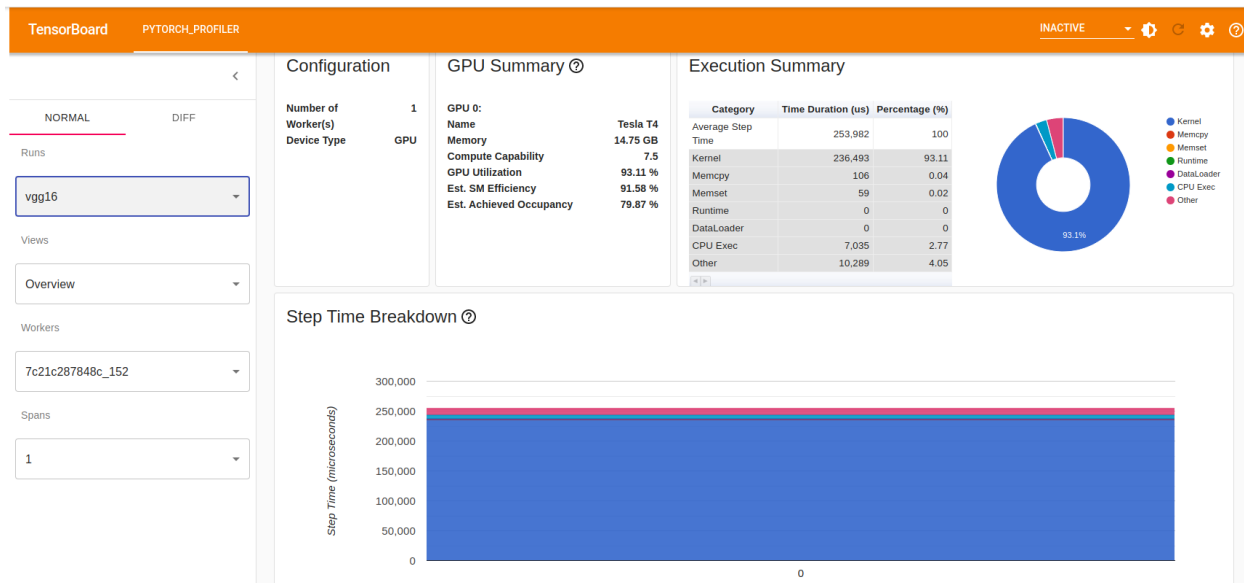 TensorBoard
PYTORCH_PROFILER
INACTIVE
NORMAL
DIFF
Runs
vgg16
Views
Overview
Workers
7c21c287848c_152
Spans
1
Configuration
Number of Worker(s) 1
Device Type GPU
GPU Summary
GPU 0:
Name Tesla T4
Memory 14.75 GB
Compute Capability 7.5
GPU Utilization 93.11 %
Est. SM Efficiency 91.58 %
Est. Achieved Occupancy 79.87 %
Execution Summary
Category Time Duration (us) Percentage (%)
Average Step Time 253,982 100
Kernel 236,493 93.11
Memcpy 106 0.04
Memset 59 0.02
Runtime 0 0
DataLoader 0 0
CPU Exec 7,035 2.77
Other 10,289 4.05
93.1%
Kernel
Memcpy
Memset
Runtime
DataLoader
CPU Exec
Other
Step Time Breakdown
Step Time (microseconds)
300,000
250,000
200,000
150,000
100,000
50,000
0
0